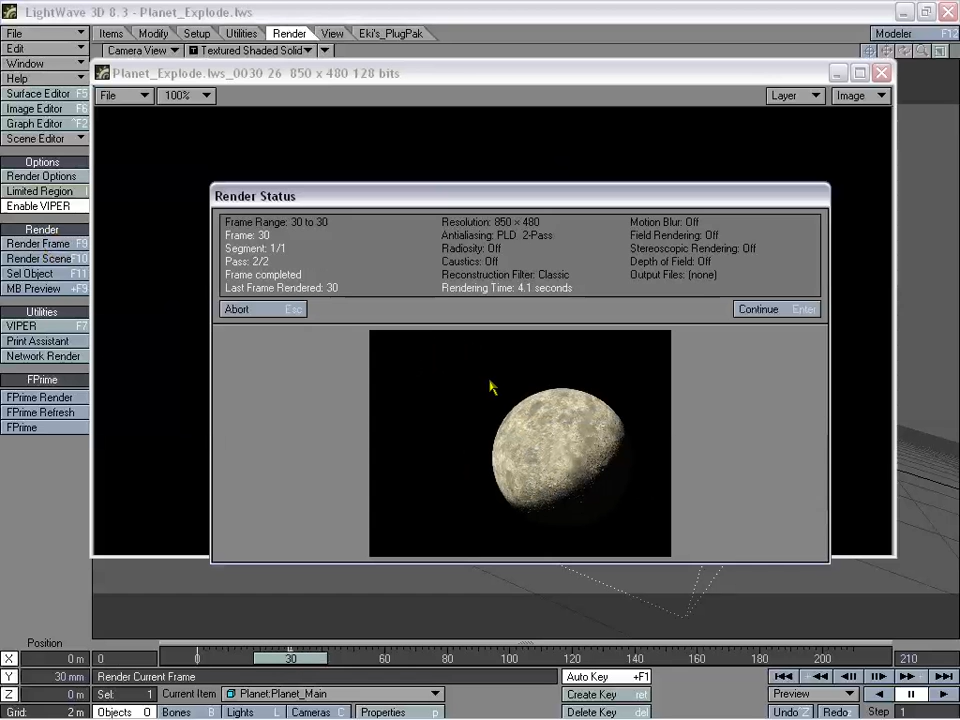 LightWave 3D 8.3 - Planet_Explode.lws
File Items Modify Setup Utilities Render View Eki's_PlugPak Modeler F12
Edit Camera View Textured Shaded Solid
Window
Planet_Explode.lws_0030 26 850 x 480 128 bits
Help
File 100% Layer Image
Surface Editor F5
Image Editor F6
Graph Editor ^F2
Scene Editor
Options
Render Options
Limited Region l
Enable VIPER
Render
Render Frame F9
Render Scene F10
Sel Object F11
MB Preview +F9
Utilities
VIPER F7
Print Assistant
Network Render
FPrime
FPrime Render
FPrime Refresh
FPrime
Render Status
Frame Range: 30 to 30 Resolution: 850 × 480 Motion Blur: Off
Frame: 30 Antialiasing: PLD 2-Pass Field Rendering: Off
Segment: 1/1 Radiosity: Off Stereoscopic Rendering: Off
Pass: 2/2 Caustics: Off Depth of Field: Off
Frame completed Reconstruction Filter: Classic Output Files: (none)
Last Frame Rendered: 30 Rendering Time: 4.1 seconds
Abort Esc Continue Enter
Position
X 0 m 0 0 30 60 80 100 120 140 160 180 200 210
Y 30 mm Render Current Frame Auto Key +F1
Z 0 m Sel: 1 Current Item Planet:Planet_Main Create Key ret Preview
Grid: 2 m Objects O Bones B Lights L Cameras C Properties p Delete Key Undo ^Z Redo z Step 1